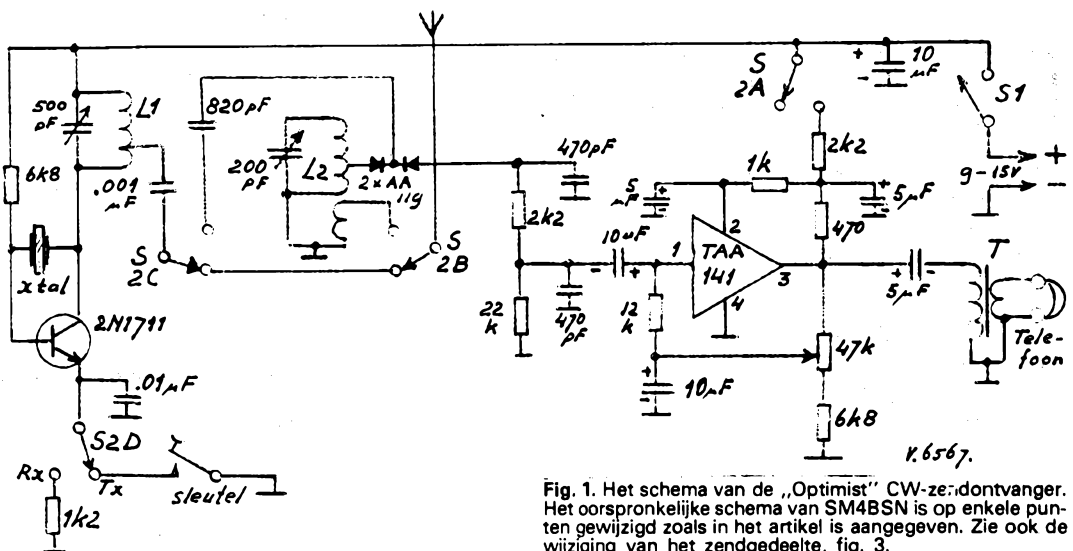 500
pF
L1
6k8
.001
µF
820pF
200
pF
L2
2xAA
119
470pF
2k2
S
2A
+
-
10
µF
S1
+
9-15V
-
2k2
1k
5
µF
+
-
+
-
5µF
470
xtal
S
2C
S
2B
10µF
-
+
1
2
TAA
141
3
4
+
-
5µF
T
22
k
470
pF
12
k
47k
Tele-
foon
2N1711
.01µF
+
-
10µF
6k8
S2D
Rx
Tx
sleutel
1k2
V.6567.
Fig. 1. Het schema van de ,,Optimist" CW-zendontvanger.
Het oorspronkelijke schema van SM4BSN is op enkele pun-
ten gewijzigd zoals in het artikel is aangegeven. Zie ook de
wijziging van het zendgedeelte, fig. 3.